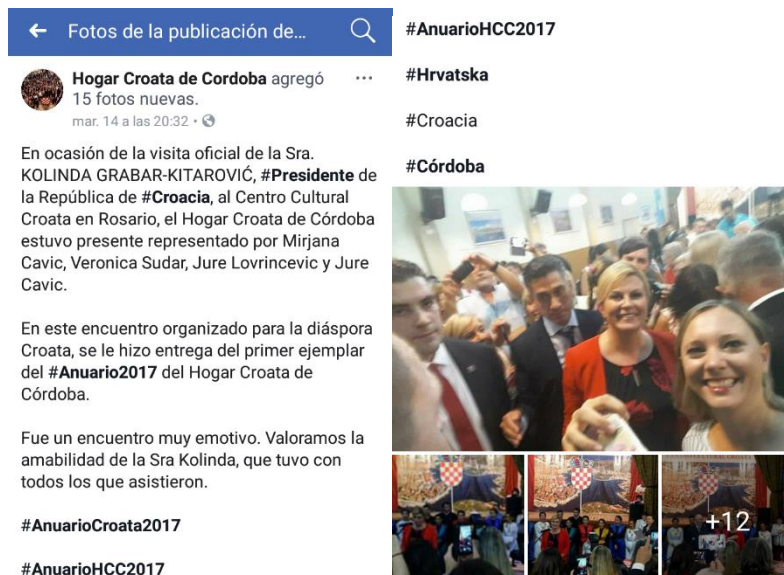 Fotos de la publicación de...
Hogar Croata de Cordoba agregó
15 fotos nuevas.
mar. 14 a las 20:32 •
En ocasión de la visita oficial de la Sra.
KOLINDA GRABAR-KITAROVIĆ, #Presidente de
la República de #Croacia, al Centro Cultural
Croata en Rosario, el Hogar Croata de Córdoba
estuvo presente representado por Mirjana
Cavic, Veronica Sudar, Jure Lovrincevic y Jure
Cavic.
En este encuentro organizado para la diáspora
Croata, se le hizo entrega del primer ejemplar
del #Anuario2017 del Hogar Croata de
Córdoba.
Fue un encuentro muy emotivo. Valoramos la
amabilidad de la Sra Kolinda, que tuvo con
todos los que asistieron.
#AnuarioCroata2017
#AnuarioHCC2017
#AnuarioHCC2017
#Hrvatska
#Croacia
#Córdoba
+12